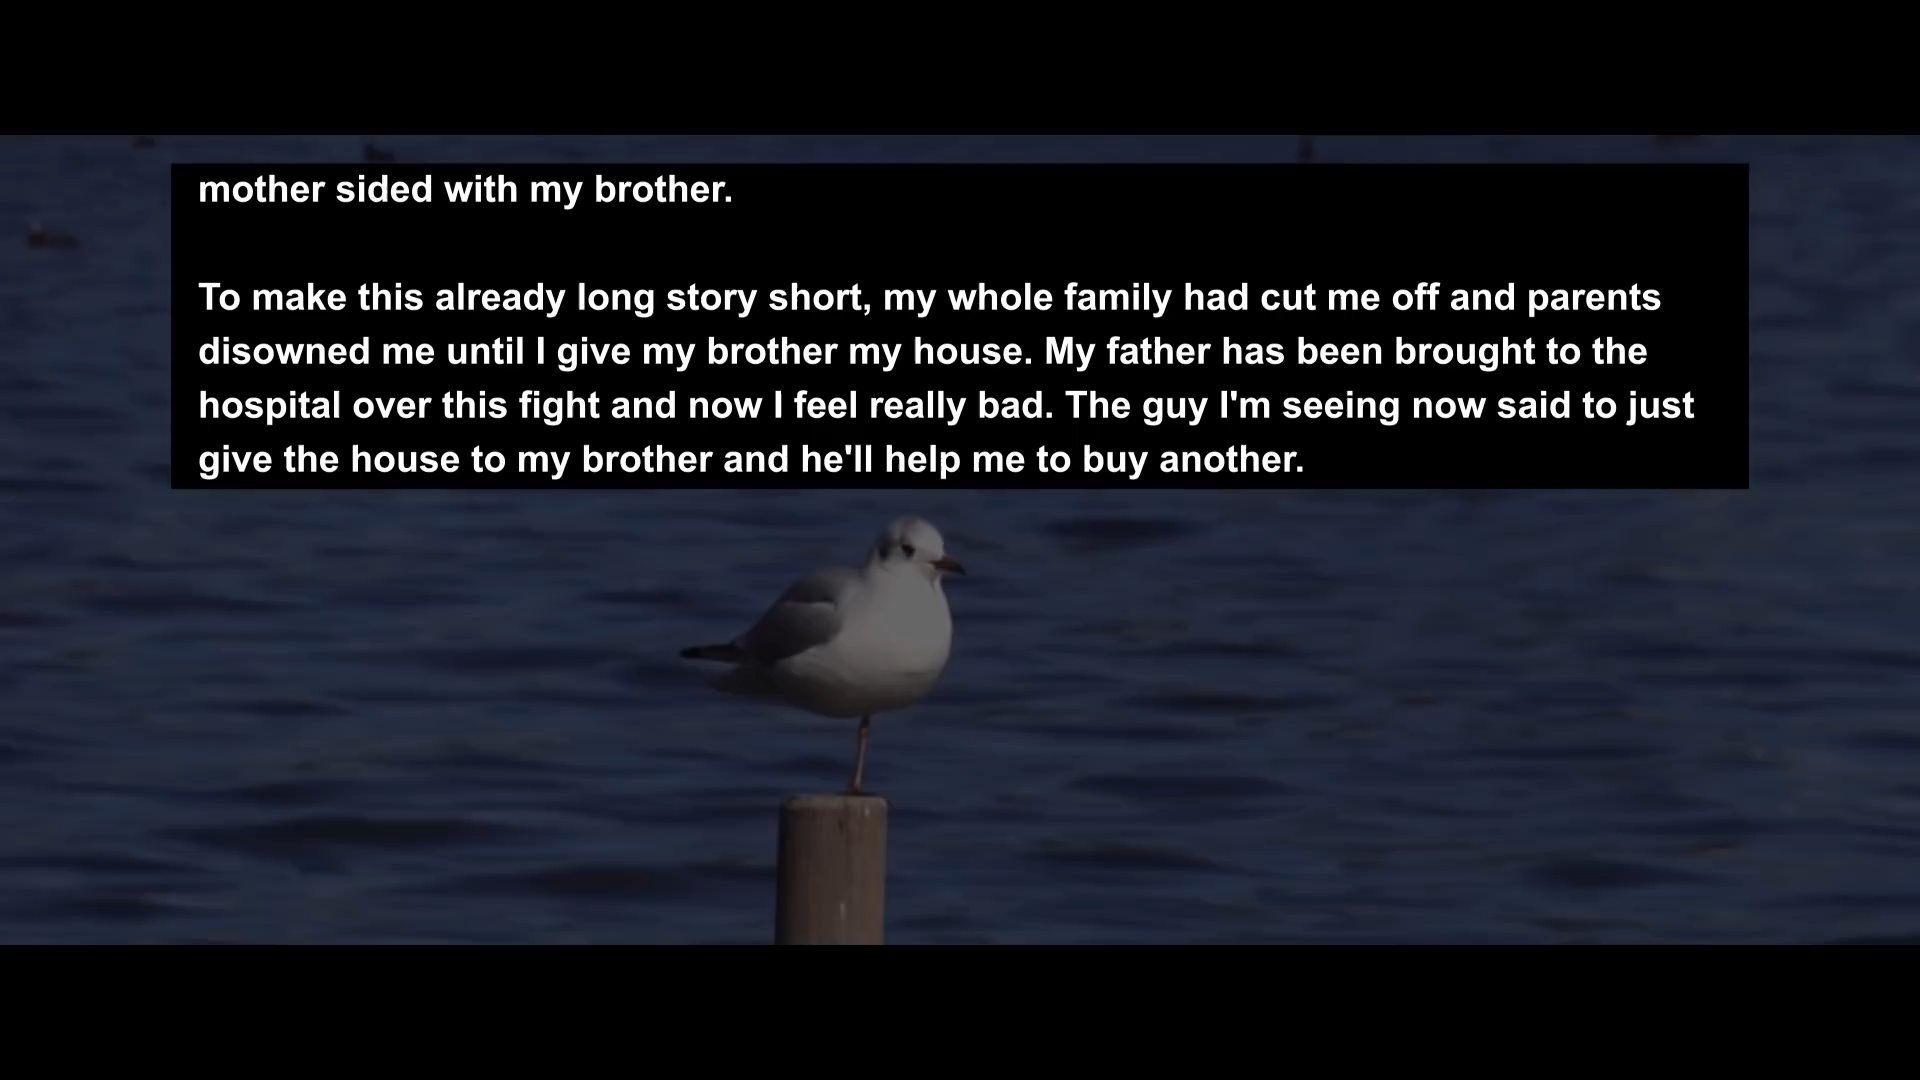 mother sided with my brother.
To make this already long story short, my whole family had cut me off and parents
disowned me until I give my brother my house. My father has been brought to the
hospital over this fight and now I feel really bad. The guy I'm seeing now said to just
give the house to my brother and he'll help me to buy another.